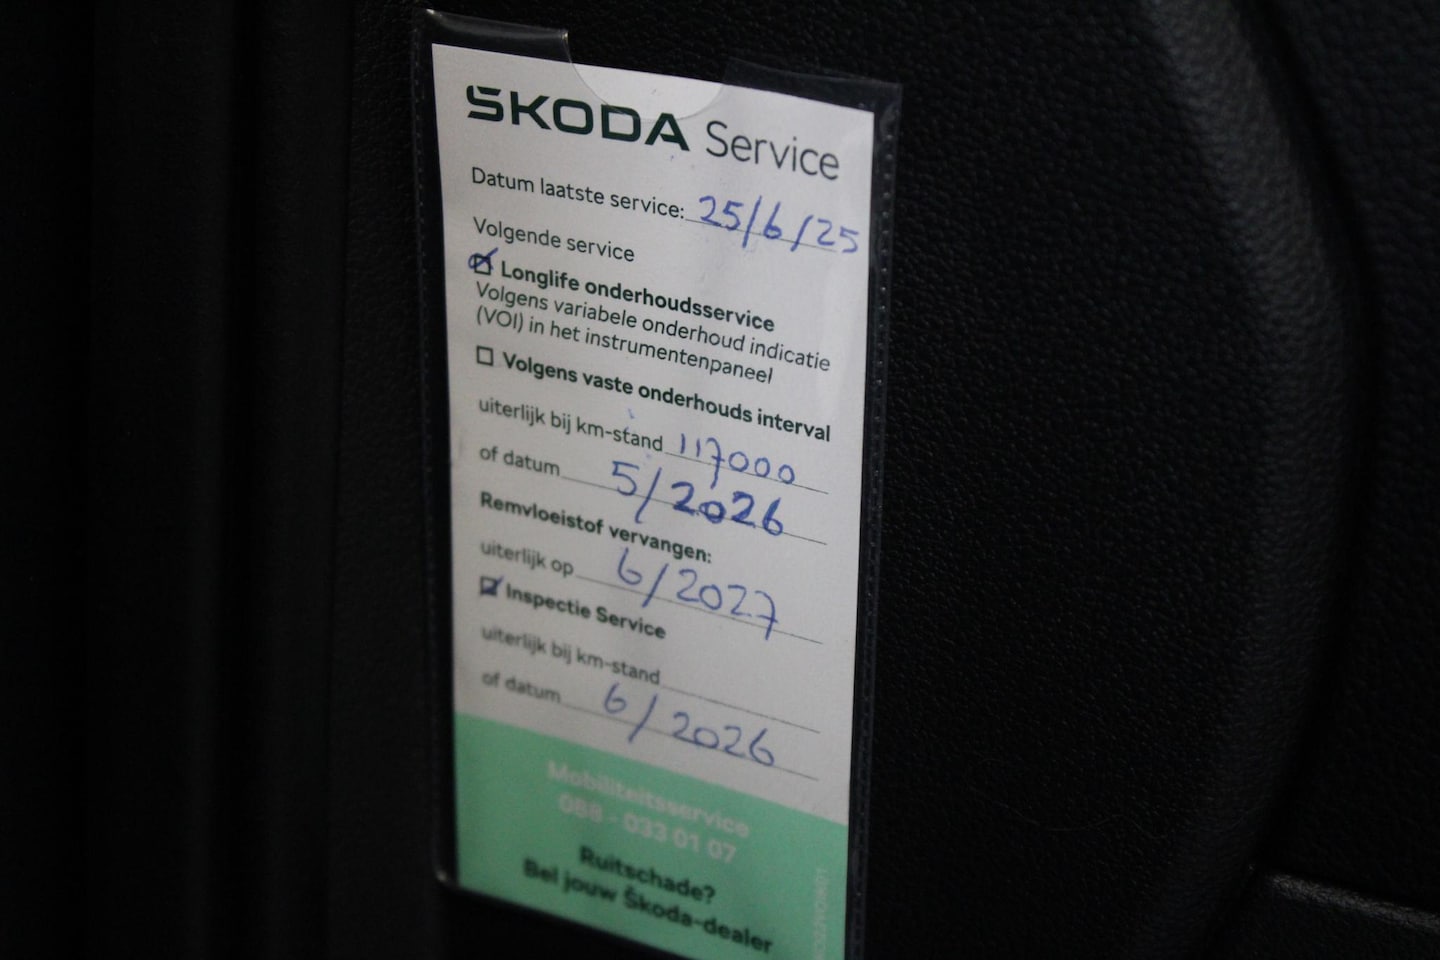 ŠKODA Service
Datum laatste service: 25/6/25
Volgende service
Longlife onderhoudsservice
Volgens variabele onderhoud indicatie
(VOI) in het instrumentenpaneel
Volgens vaste onderhouds interval
uiterlijk bij km-stand 117000
of datum 5/2026
Remvloeistof vervangen:
uiterlijk op 6/2027
Inspectie Service
uiterlijk bij km-stand
of datum 6/2026
Mobiliteitsservice
088 - 033 01 07
Ruitschade?
Bel jouw Škoda-dealer